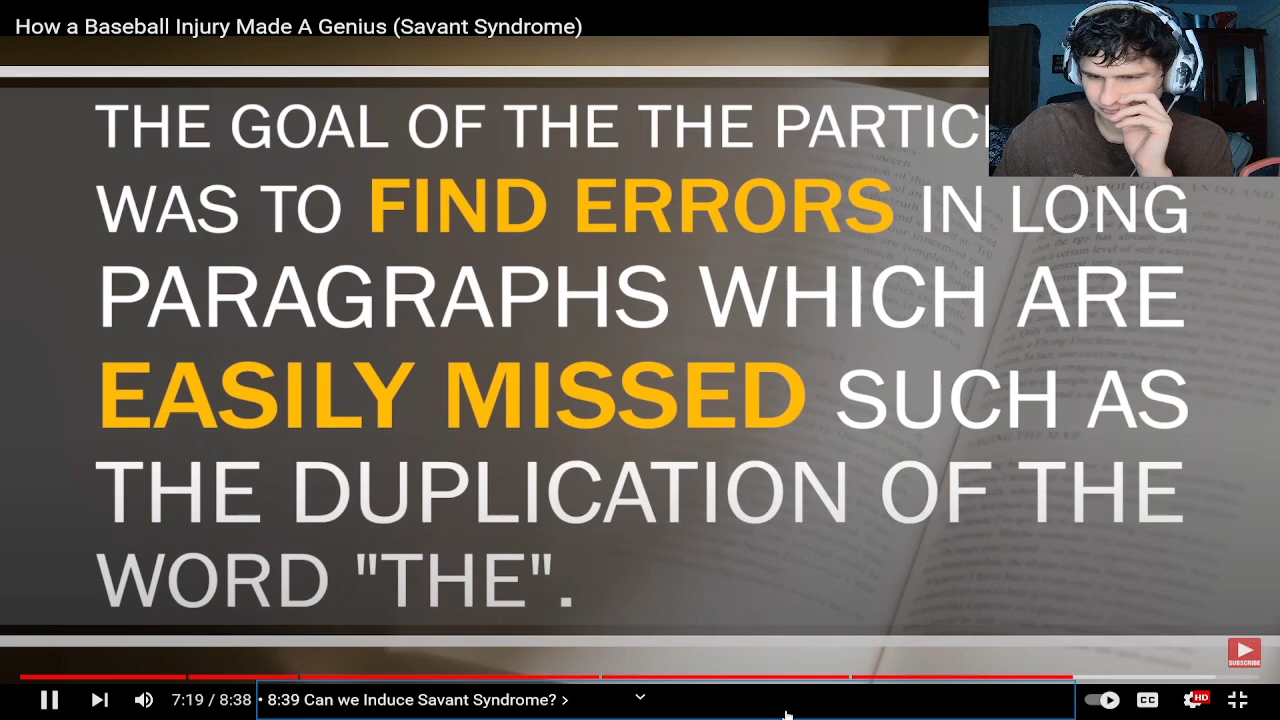 How a Baseball Injury Made A Genius (Savant Syndrome)
THE GOAL OF THE THE
WAS TO FIND ERRORS IN LONG
PARAGRAPHS WHICH ARE
EASILY MISSED SUCH AS
THE DUPLICATION OF THE
WORD "THE".
SUBSCRIBE
7:19 / 8:38 • 8:39 Can we Induce Savant Syndrome? >
CC
HD